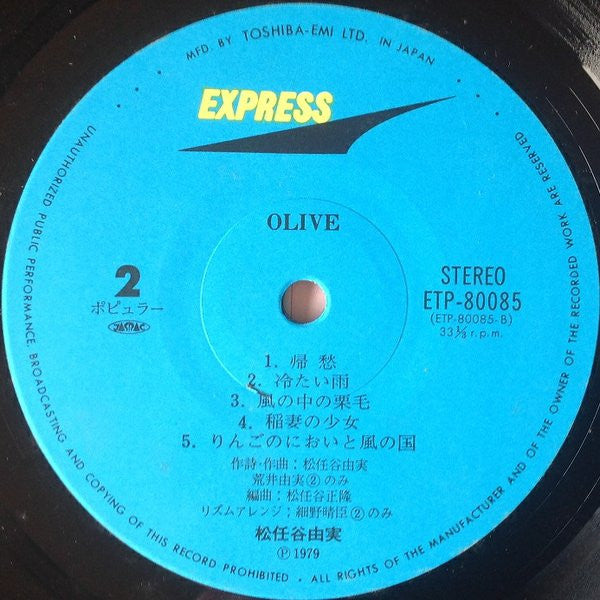 MFD. BY TOSHIBA-EMI LTD. IN JAPAN
EXPRESS
OLIVE
2
ポピュラー
JASRAC
STEREO
ETP-80085
(ETP-80085-B)
33⅓ r.p.m.
1. 帰愁
2. 冷たい雨
3. 風の中の栗毛
4. 稲妻の少女
5. りんごのにおいと風の国
作詩・作曲：松任谷由実
荒井由実②のみ
編曲：松任谷正隆
リズムアレンジ：細野晴臣②のみ
松任谷由実
Ⓟ 1979
UNAUTHORIZED PUBLIC PERFORMANCE, BROADCASTING AND COPYING OF THIS RECORD PROHIBITED · ALL RIGHTS OF THE MANUFACTURER AND OF THE OWNER OF THE RECORDED WORK ARE RESERVED